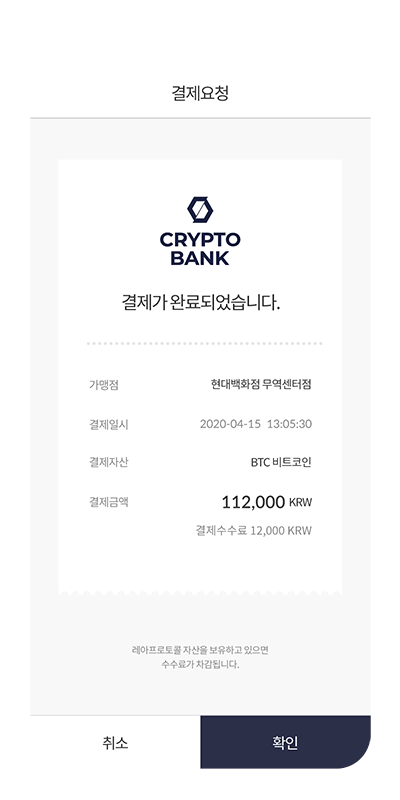 결제요청
CRYPTO
BANK
결제가 완료되었습니다.
가맹점 현대백화점 무역센터점
결제일시 2020-04-15 13:05:30
결제자산 BTC 비트코인
결제금액 112,000 KRW
결제수수료 12,000 KRW
레아프로토콜 자산을 보유하고 있으면
수수료가 차감됩니다.
취소 확인